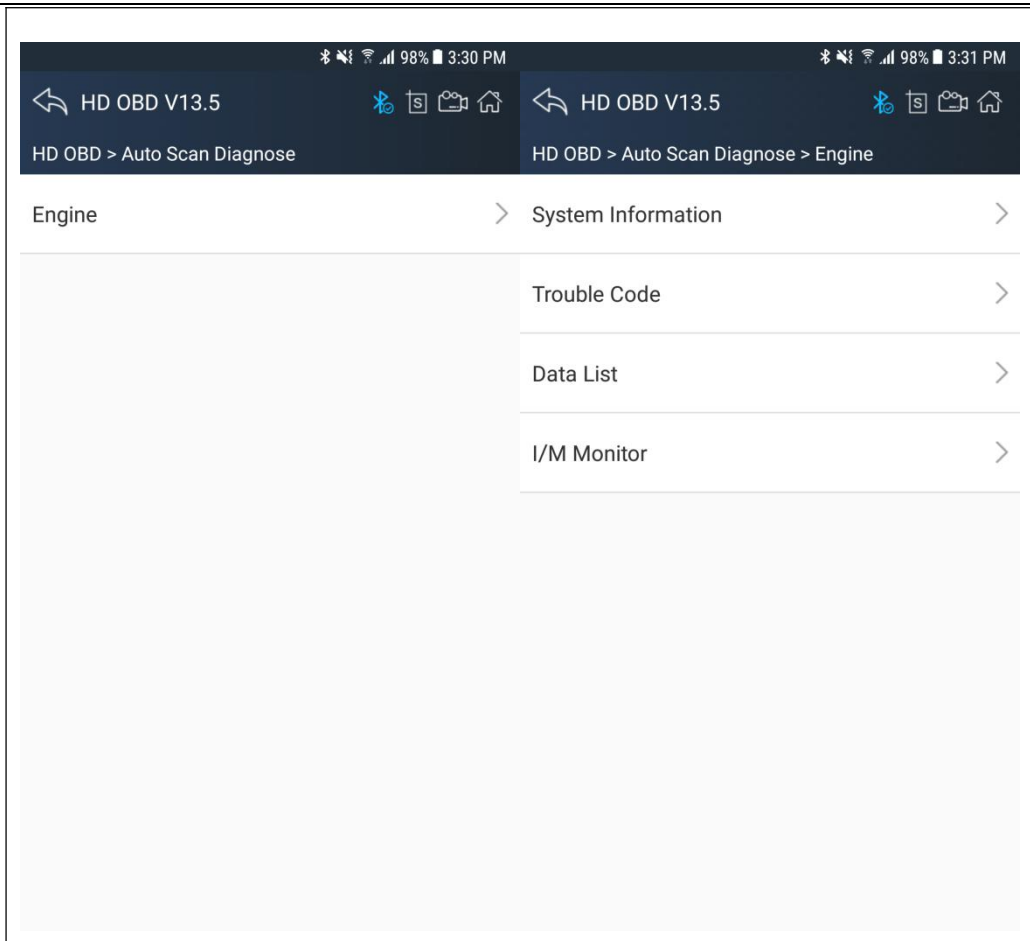 98% 3:30 PM
HD OBD V13.5
S
HD OBD > Auto Scan Diagnose
Engine
98% 3:31 PM
HD OBD V13.5
S
HD OBD > Auto Scan Diagnose > Engine
System Information
Trouble Code
Data List
I/M Monitor